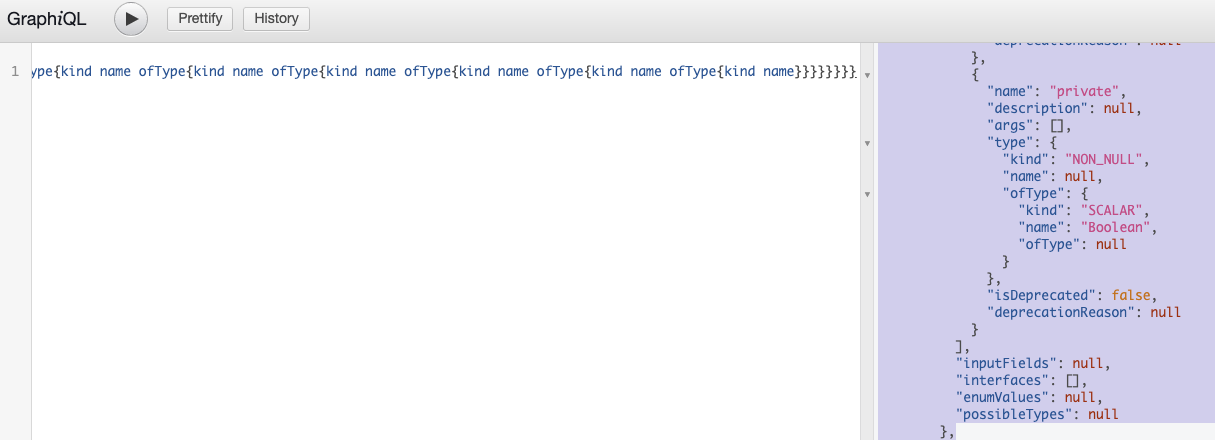 GraphiQL Prettify History
1 ype{kind name ofType{kind name ofType{kind name ofType{kind name ofType{kind name ofType{kind name}}}}}}}}
"deprecationReason": null
},
{
"name": "private",
"description": null,
"args": [],
"type": {
"kind": "NON_NULL",
"name": null,
"ofType": {
"kind": "SCALAR",
"name": "Boolean",
"ofType": null
}
},
"isDeprecated": false,
"deprecationReason": null
}
],
"inputFields": null,
"interfaces": [],
"enumValues": null,
"possibleTypes": null
},